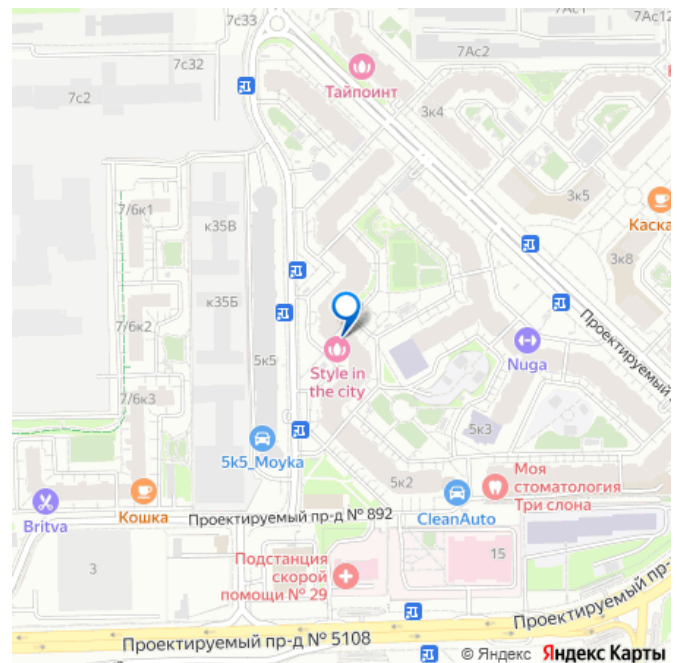 7с33
7Ас1
7Ас12
7Ас2
7с32
7с2
Тайпоинт
3к4
7/6к1
к35В
3к5
Каска
3к8
к35Б
7/6к2
5к5
Style in
the city
Nuga
Проектируемый
7/6к3
5к3
5k5_Moyka
5к2
Моя
стоматология
Три слона
Britva
Кошка
CleanAuto
Проектируемый пр-д № 892
3
Подстанция
скорой
помощи № 29
15
Проектируемый пр-
Проектируемый пр-д № 5108
© Яндекс Яндекс Карты